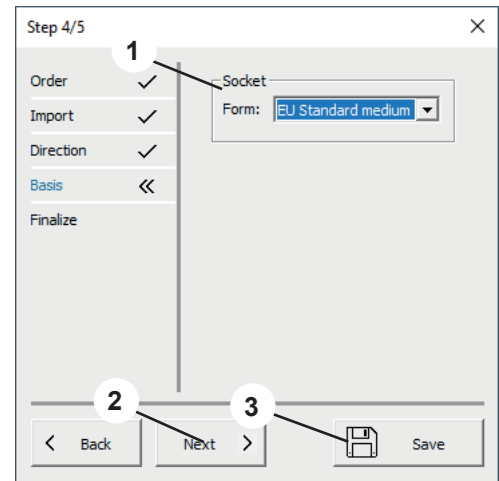 Step 4/5
1
Order
Socket
Form: EU Standard medium
Import
Direction
Basis
Finalize
2
3
Back
Next
Save